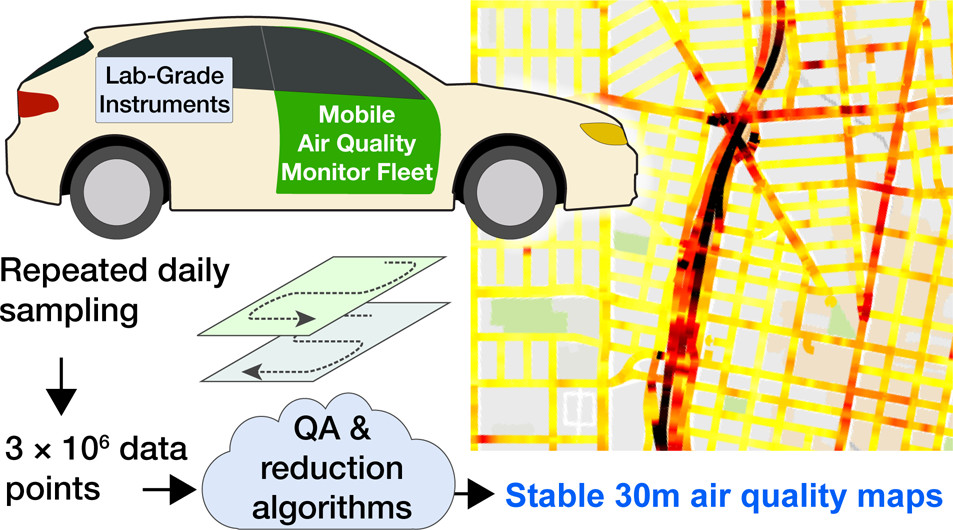 Lab-Grade
Instruments
Mobile
Air Quality
Monitor Fleet
Repeated daily
sampling
3 × 10⁶ data
points
QA &
reduction
algorithms
Stable 30m air quality maps